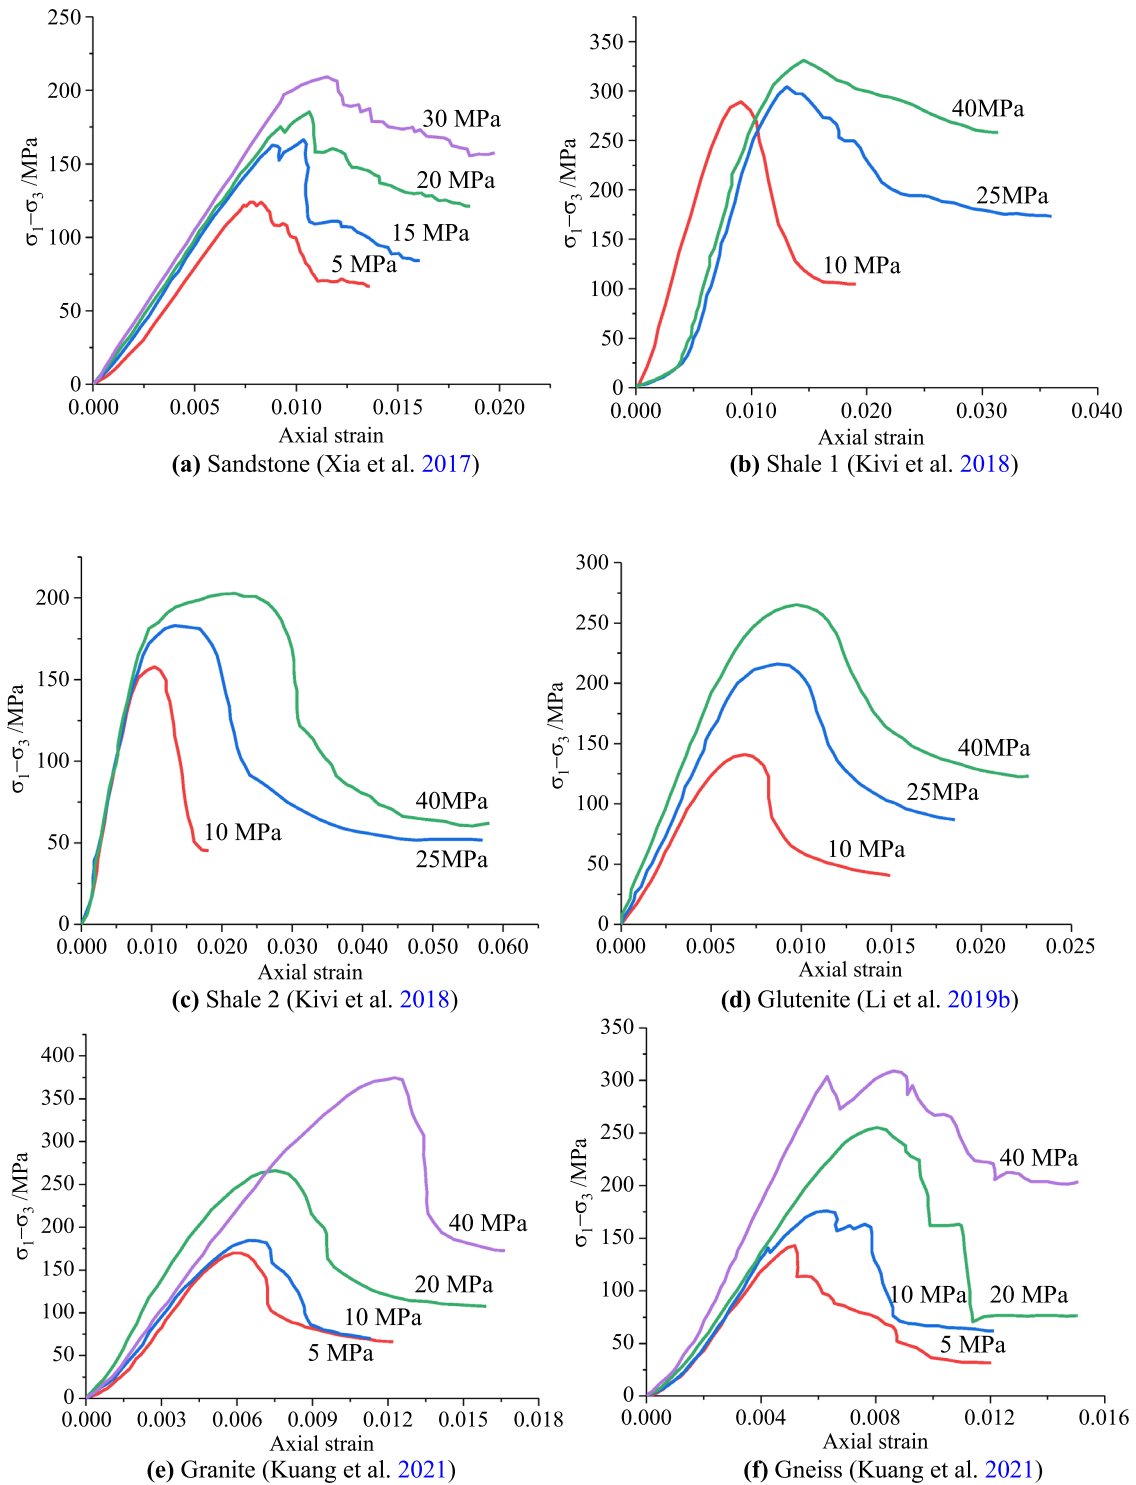 250
200
150
100
50
0
σ1−σ3 /MPa
30 MPa
20 MPa
15 MPa
5 MPa
0.000 0.005 0.010 0.015 0.020
Axial strain
(a) Sandstone (Xia et al. 2017)
350
300
250
200
150
100
50
0
σ1−σ3 /MPa
40MPa
25MPa
10 MPa
0.000 0.010 0.020 0.030 0.040
Axial strain
(b) Shale 1 (Kivi et al. 2018)
200
150
100
50
0
σ1−σ3 /MPa
40MPa
10 MPa
25MPa
0.000 0.010 0.020 0.030 0.040 0.050 0.060
Axial strain
(c) Shale 2 (Kivi et al. 2018)
300
250
200
150
100
50
0
σ1−σ3 /MPa
40MPa
25MPa
10 MPa
0.000 0.005 0.010 0.015 0.020 0.025
Axial strain
(d) Glutenite (Li et al. 2019b)
400
350
300
250
200
150
100
50
0
σ1−σ3 /MPa
40 MPa
20 MPa
10 MPa
5 MPa
0.000 0.003 0.006 0.009 0.012 0.015 0.018
Axial strain
(e) Granite (Kuang et al. 2021)
350
300
250
200
150
100
50
0
σ1−σ3 /MPa
40 MPa
10 MPa
20 MPa
5 MPa
0.000 0.004 0.008 0.012 0.016
Axial strain
(f) Gneiss (Kuang et al. 2021)